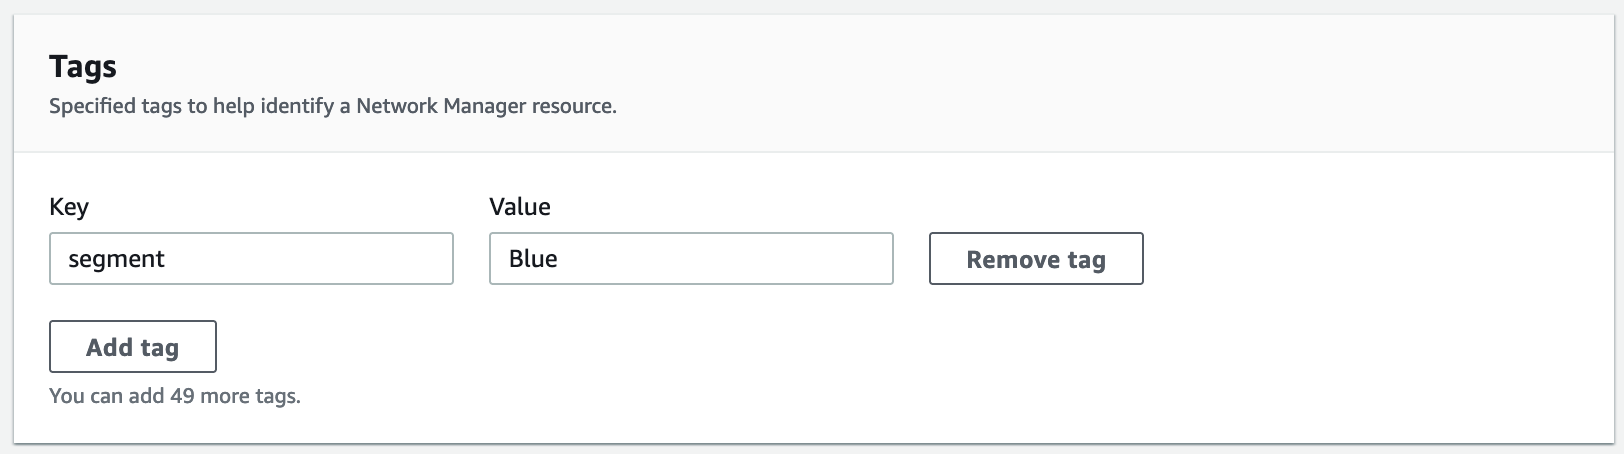 Tags
Specified tags to help identify a Network Manager resource.
Key Value
segment Blue Remove tag
Add tag
You can add 49 more tags.